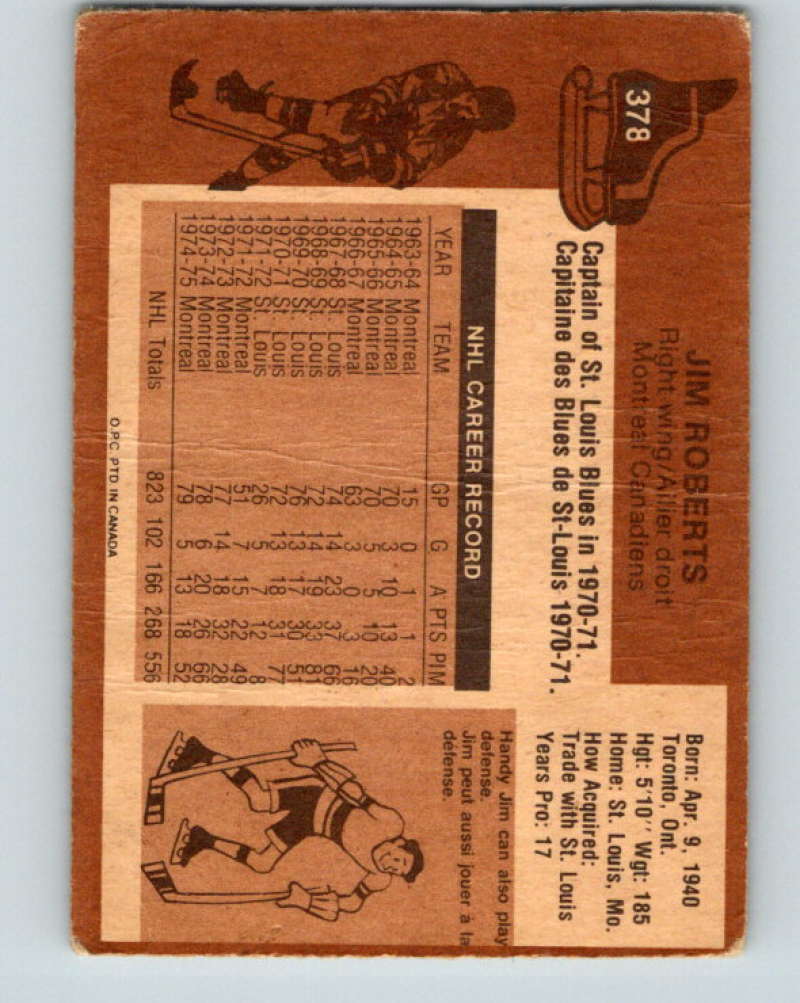 378
JIM ROBERTS
Right wing/Ailier droit
Montreal Canadiens
Captain of St. Louis Blues in 1970-71.
Capitaine des Blues de St-Louis 1970-71.
Born: Apr. 9, 1940
Toronto, Ont.
Hgt: 5'10'' Wgt: 185
Home: St. Louis, Mo.
How Acquired:
Trade with St. Louis
Years Pro: 17
NHL CAREER RECORD
YEAR TEAM GP G A PTS PIM
1963-64 Montreal 15 0 1 1 2
1964-65 Montreal 70 3 10 13 40
1965-66 Montreal 70 5 5 10 20
1966-67 Montreal 63 3 0 3 16
1967-68 St. Louis 74 14 23 37 66
1968-69 St. Louis 72 14 19 33 81
1969-70 St. Louis 76 13 17 30 51
1970-71 St. Louis 72 13 18 31 77
1971-72 St. Louis 26 5 7 12 8
1971-72 Montreal 51 7 15 22 49
1972-73 Montreal 77 14 18 32 28
1973-74 Montreal 78 6 20 26 66
1974-75 Montreal 79 5 13 18 52
NHL Totals 823 102 166 268 556
Handy Jim can also play
defense.
Jim peut aussi jouer à la
défense.
O.P.C. PTD. IN CANADA